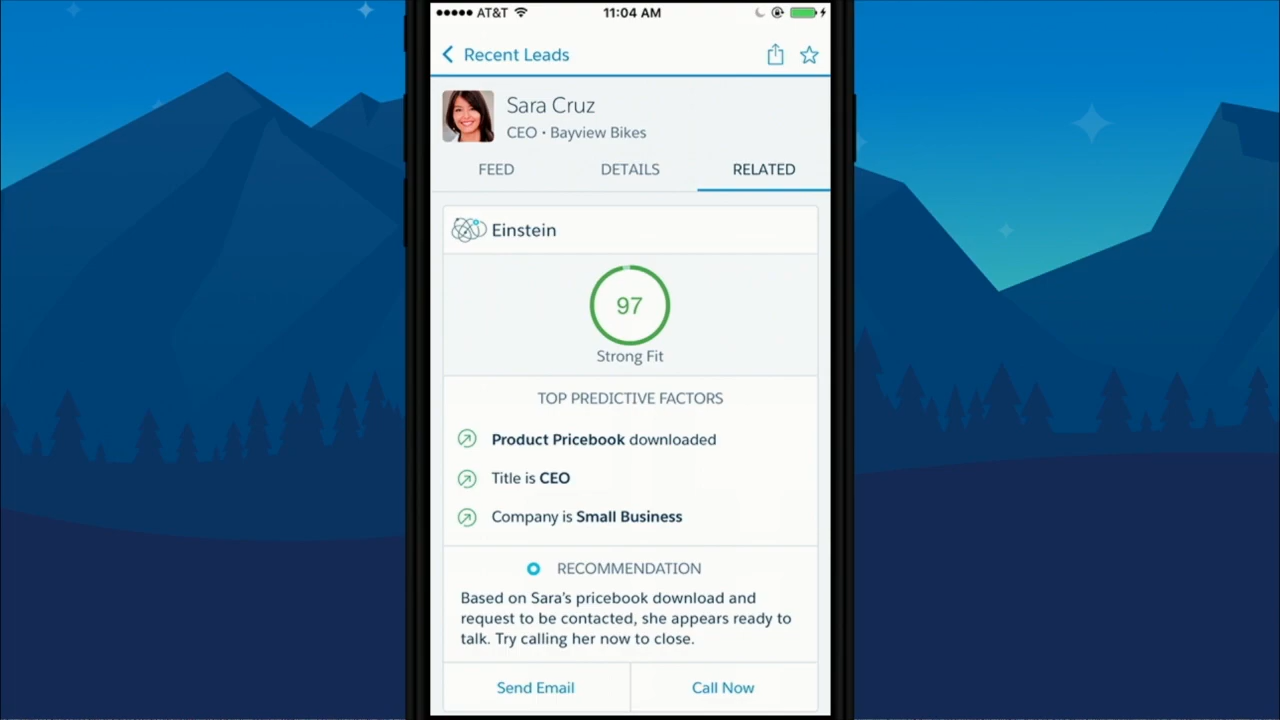 AT&T 11:04 AM
Recent Leads
Sara Cruz
CEO • Bayview Bikes
FEED DETAILS RELATED
Einstein
97
Strong Fit
TOP PREDICTIVE FACTORS
Product Pricebook downloaded
Title is CEO
Company is Small Business
RECOMMENDATION
Based on Sara's pricebook download and
request to be contacted, she appears ready to
talk. Try calling her now to close.
Send Email Call Now